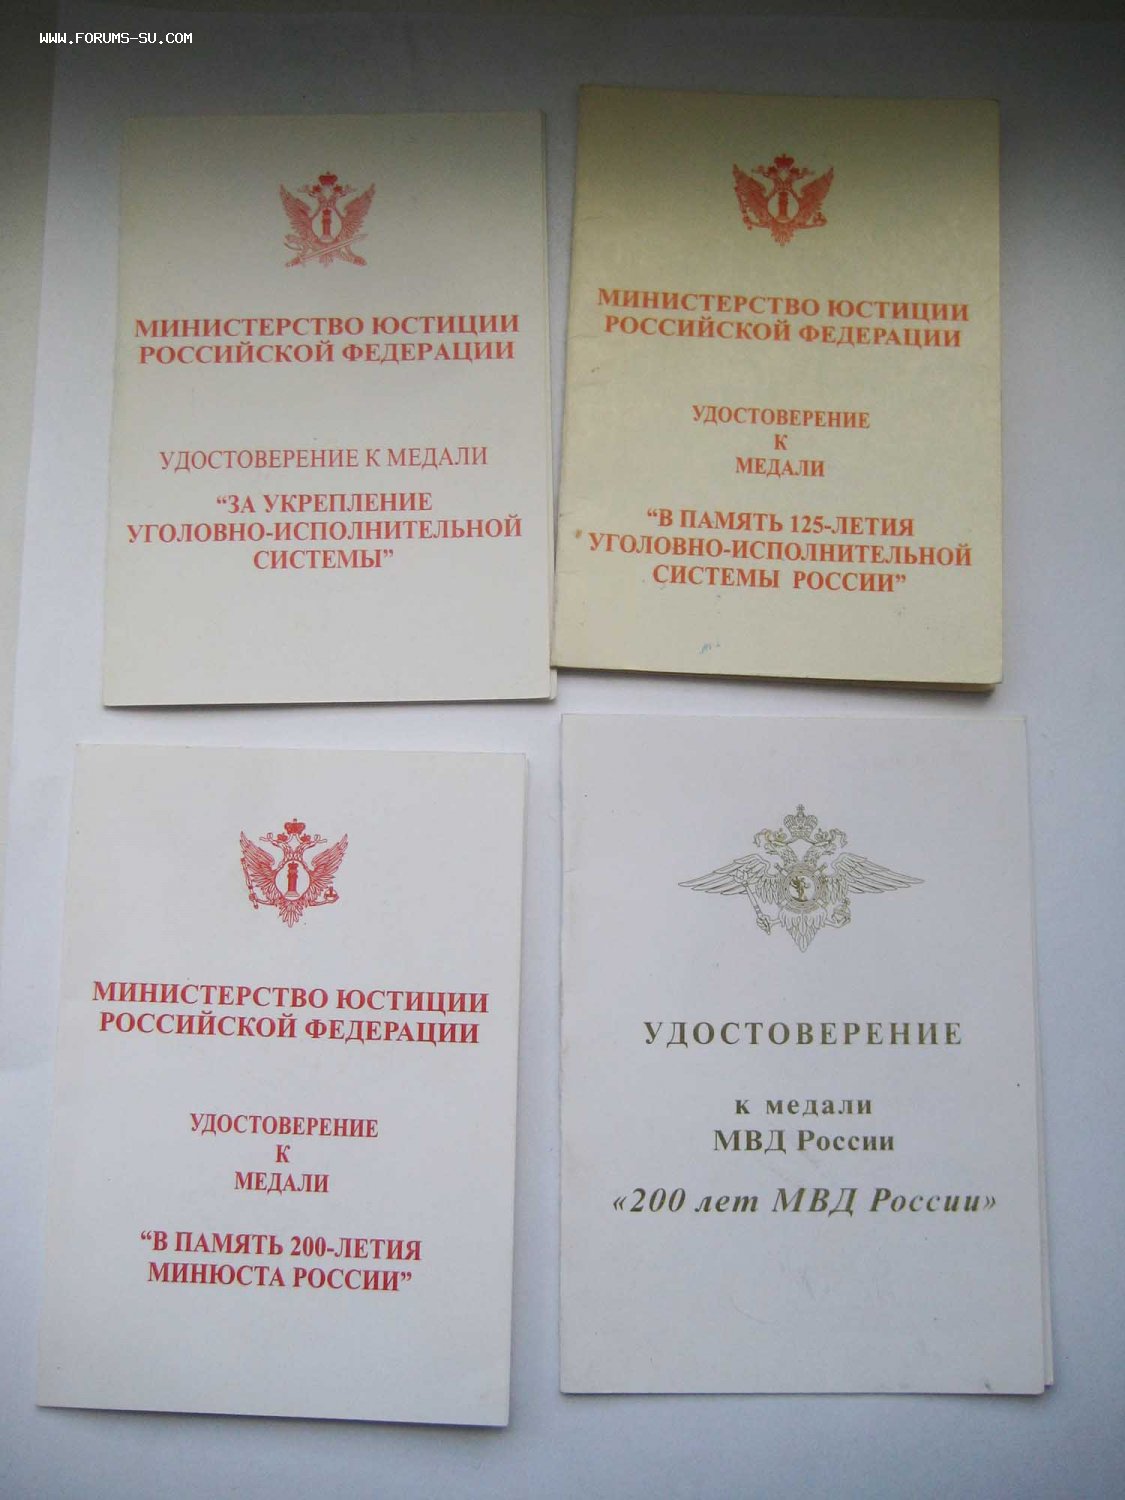 WWW.FORUMS-SU.COM
МИНИСТЕРСТВО ЮСТИЦИИ
РОССИЙСКОЙ ФЕДЕРАЦИИ
УДОСТОВЕРЕНИЕ К МЕДАЛИ
“ЗА УКРЕПЛЕНИЕ
УГОЛОВНО-ИСПОЛНИТЕЛЬНОЙ
СИСТЕМЫ”
МИНИСТЕРСТВО ЮСТИЦИИ
РОССИЙСКОЙ ФЕДЕРАЦИИ
УДОСТОВЕРЕНИЕ
К
МЕДАЛИ
“В ПАМЯТЬ 125-ЛЕТИЯ
УГОЛОВНО-ИСПОЛНИТЕЛЬНОЙ
СИСТЕМЫ РОССИИ”
МИНИСТЕРСТВО ЮСТИЦИИ
РОССИЙСКОЙ ФЕДЕРАЦИИ
УДОСТОВЕРЕНИЕ
К
МЕДАЛИ
“В ПАМЯТЬ 200-ЛЕТИЯ
МИНЮСТА РОССИИ”
УДОСТОВЕРЕНИЕ
к медали
МВД России
«200 лет МВД России»